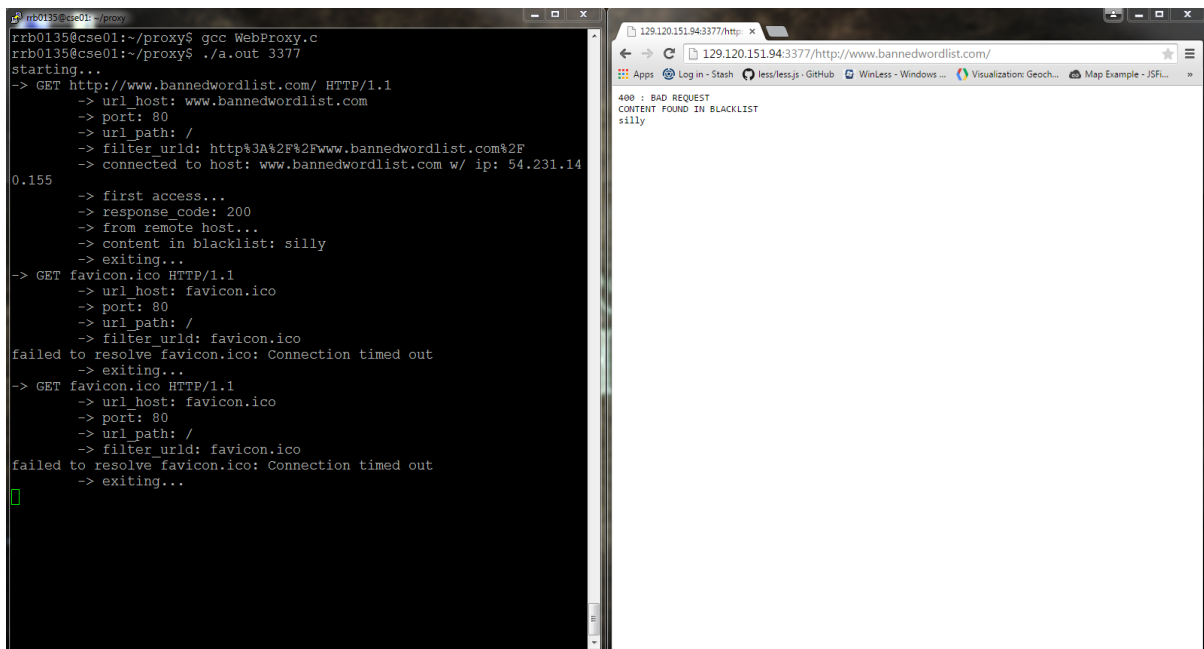 rrb0135@cse01: ~/proxy
rrb0135@cse01:~/proxy$ gcc WebProxy.c
rrb0135@cse01:~/proxy$ ./a.out 3377
starting...
-> GET http://www.bannedwordlist.com/ HTTP/1.1
-> url_host: www.bannedwordlist.com
-> port: 80
-> url_path: /
-> filter_urld: http%3A%2F%2Fwww.bannedwordlist.com%2F
-> connected to host: www.bannedwordlist.com w/ ip: 54.231.14
0.155
-> first access...
-> response_code: 200
-> from remote host...
-> content in blacklist: silly
-> exiting...
-> GET favicon.ico HTTP/1.1
-> url_host: favicon.ico
-> port: 80
-> url_path: /
-> filter_urld: favicon.ico
failed to resolve favicon.ico: Connection timed out
-> exiting...
-> GET favicon.ico HTTP/1.1
-> url_host: favicon.ico
-> port: 80
-> url_path: /
-> filter_urld: favicon.ico
failed to resolve favicon.ico: Connection timed out
-> exiting...
129.120.151.94:3377/http:
129.120.151.94:3377/http://www.bannedwordlist.com/
Apps Log in - Stash less/less.js · GitHub WinLess - Windows ... Visualization: Geoch... Map Example - JSFi... »
400 : BAD REQUEST
CONTENT FOUND IN BLACKLIST
silly